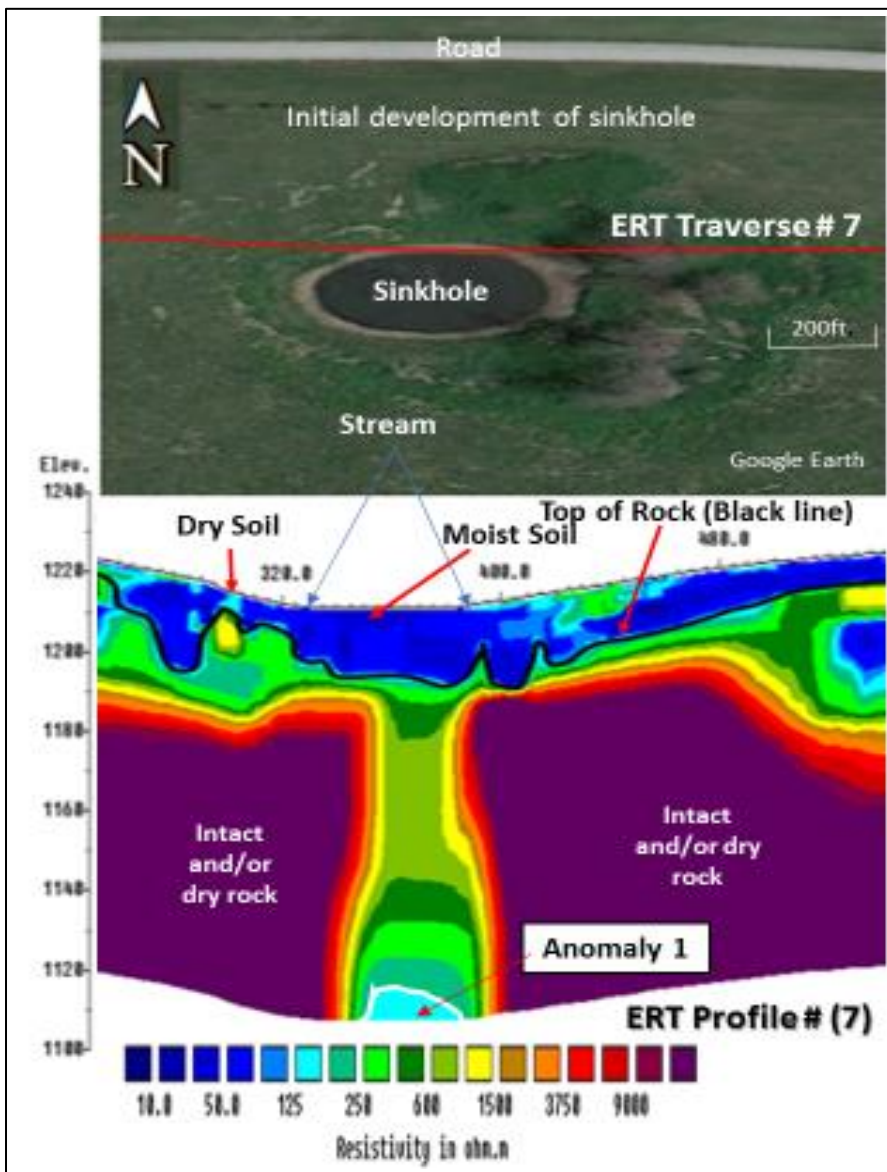 Road
Initial development of sinkhole
N
ERT Traverse # 7
Sinkhole
200ft.
Stream
Google Earth
Elev.
1240
Dry Soil
Moist Soil
Top of Rock (Black line)
320.0
400.0
480.0
1220
1200
1180
1160
1140
1120
1100
Intact
and/or
dry rock
Intact
and/or dry
rock
Anomaly 1
ERT Profile # (7)
10.0 50.0 125 250 600 1500 3750 9000
Resistivity in ohm.m